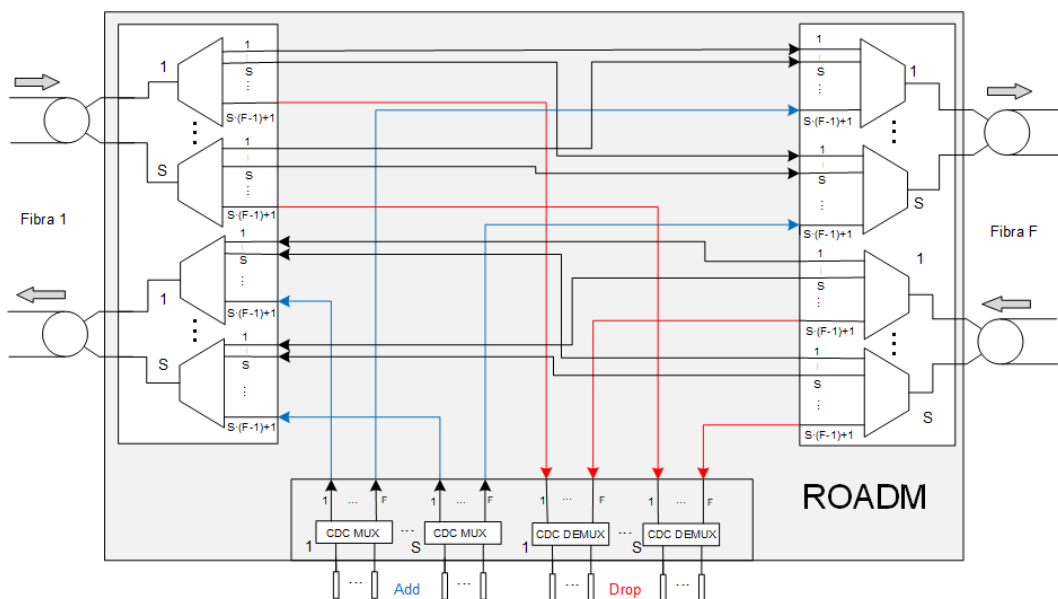 1
1
S
...
S·(F-1)+1
S
1
S
...
S·(F-1)+1
Fibra 1
1
1
S
...
S·(F-1)+1
S
1
S
...
S·(F-1)+1
1
S
...
S·(F-1)+1
1
1
S
...
S·(F-1)+1
S
Fibra F
1
S
...
S·(F-1)+1
1
1
S
...
S·(F-1)+1
S
ROADM
1 ... F
1 ... F
1 ... F
1 ... F
CDC MUX ... CDC MUX
CDC DEMUX ... CDC DEMUX
1 S 1 S
... ... ... ...
Add Drop